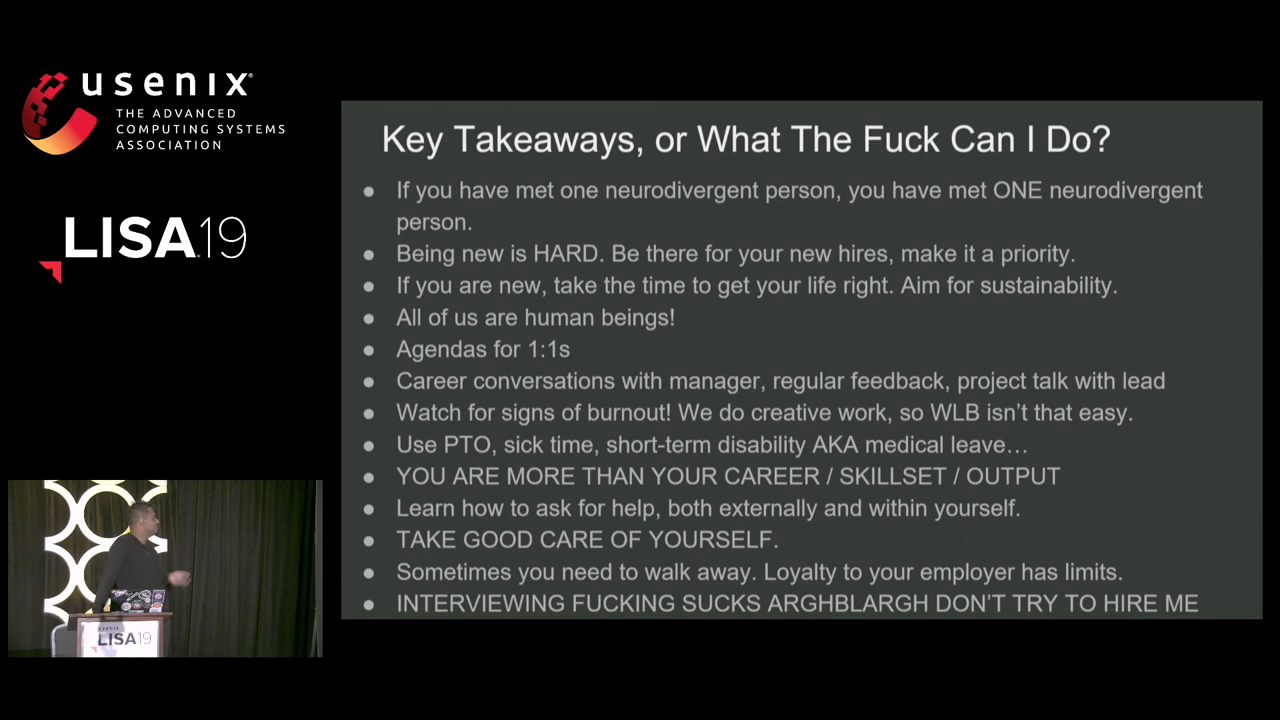 usenix
THE ADVANCED
COMPUTING SYSTEMS
ASSOCIATION
LISA19
Key Takeaways, or What The Fuck Can I Do?
● If you have met one neurodivergent person, you have met ONE neurodivergent
person.
● Being new is HARD. Be there for your new hires, make it a priority.
● If you are new, take the time to get your life right. Aim for sustainability.
● All of us are human beings!
● Agendas for 1:1s
● Career conversations with manager, regular feedback, project talk with lead
● Watch for signs of burnout! We do creative work, so WLB isn’t that easy.
● Use PTO, sick time, short-term disability AKA medical leave…
● YOU ARE MORE THAN YOUR CAREER / SKILLSET / OUTPUT
● Learn how to ask for help, both externally and within yourself.
● TAKE GOOD CARE OF YOURSELF.
● Sometimes you need to walk away. Loyalty to your employer has limits.
● INTERVIEWING FUCKING SUCKS ARGHBLARGH DON’T TRY TO HIRE ME
usenix
LISA19